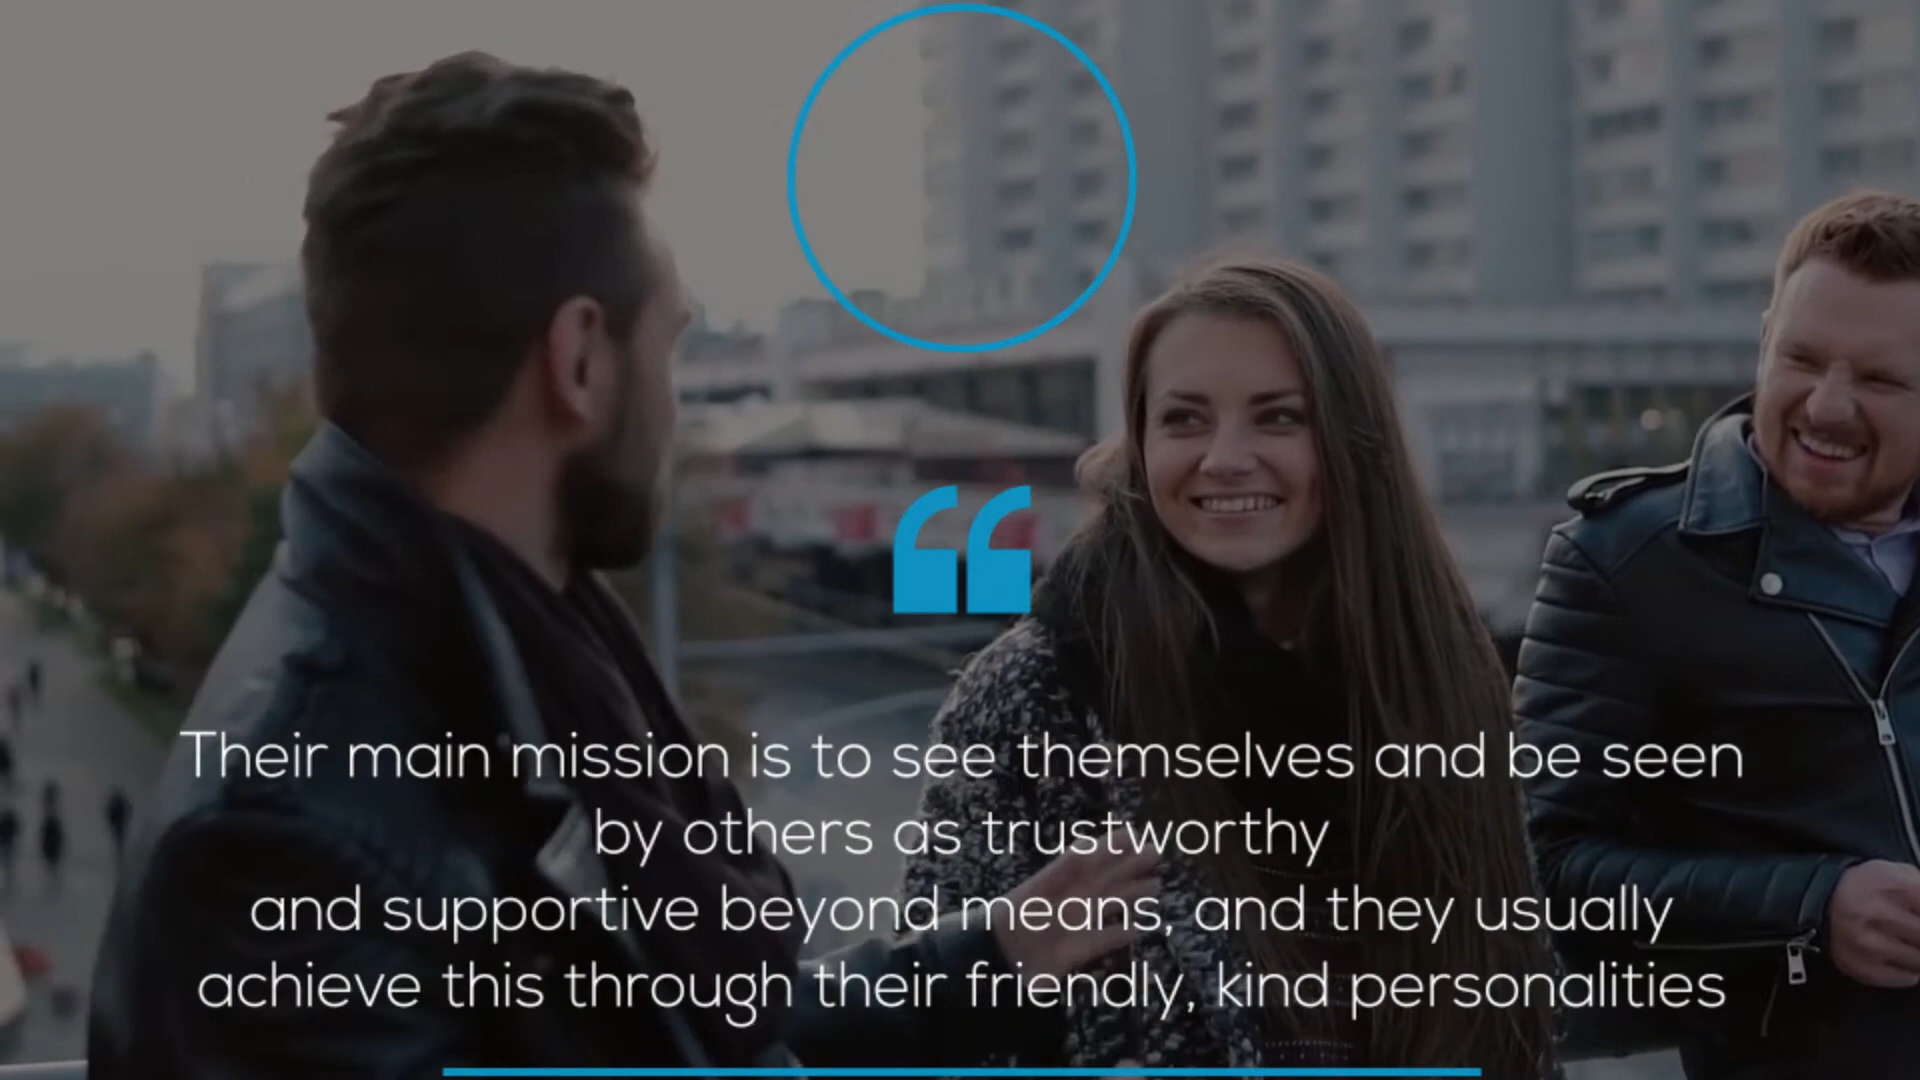 “
Their main mission is to see themselves and be seen
by others as trustworthy
and supportive beyond means, and they usually
achieve this through their friendly, kind personalities